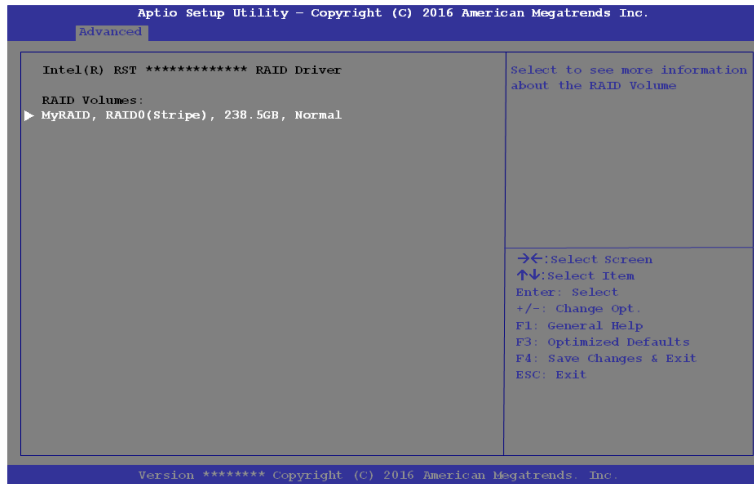 Aptio Setup Utility – Copyright (C) 2016 American Megatrends Inc.
Advanced
Intel(R) RST ************* RAID Driver
RAID Volumes:
▶ MyRAID, RAID0(Stripe), 238.5GB, Normal
Select to see more information
about the RAID Volume
→←:Select Screen
↑↓:Select Item
Enter: Select
+/-: Change Opt.
F1: General Help
F3: Optimized Defaults
F4: Save Changes & Exit
ESC: Exit
Version ******** Copyright (C) 2016 American Megatrends. Inc.